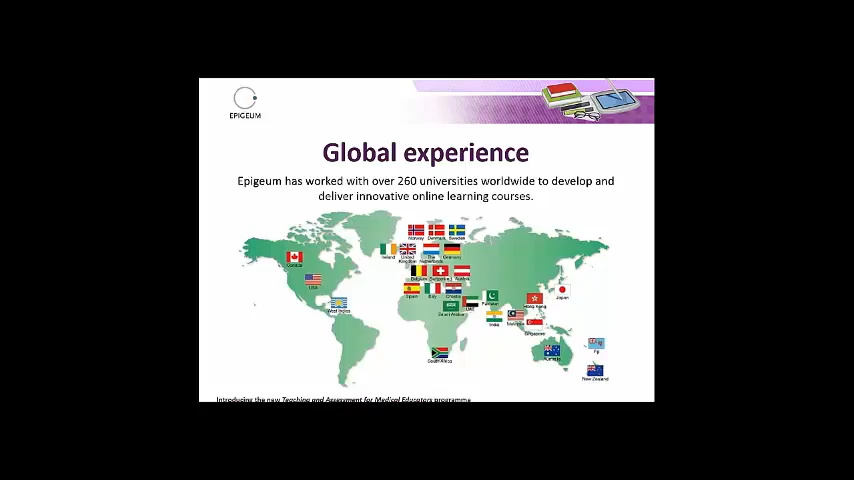 EPIGEUM
Global experience
Epigeum has worked with over 260 universities worldwide to develop and
deliver innovative online learning courses.
Norway Denmark Sweden
Ireland United Kingdom The Netherlands Germany
Canada
Belgium Switzerland Austria
USA
Spain Italy Croatia
Pakistan Hong Kong Japan
West Indies Saudi Arabia UAE
India Malaysia
Singapore
Fiji
South Africa Australia
New Zealand
Introducing the new Teaching and Assessment for Medical Educators programme